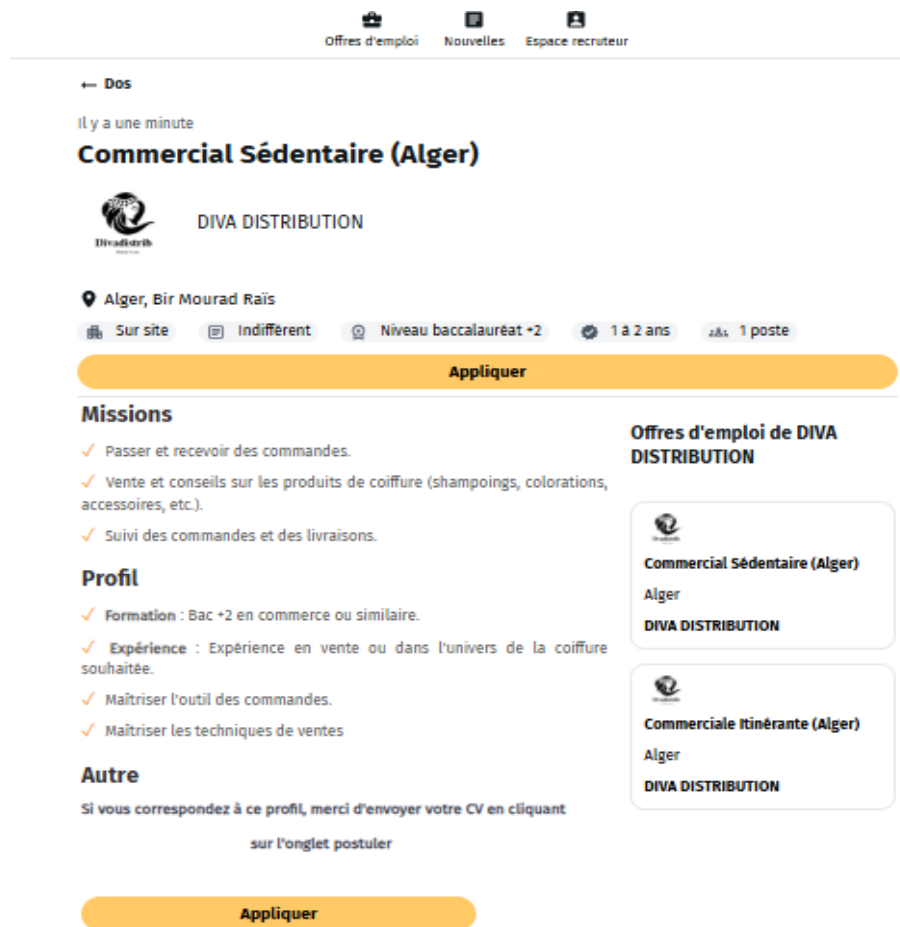 Offres d'emploi Nouvelles Espace recruteur
← Dos
Il y a une minute
Commercial Sédentaire (Alger)
Divadistrib
DIVA DISTRIBUTION
Alger, Bir Mourad Raïs
Sur site Indifférent Niveau baccalauréat +2 1 à 2 ans 1 poste
Appliquer
Missions
✓ Passer et recevoir des commandes.
✓ Vente et conseils sur les produits de coiffure (shampoings, colorations,
accessoires, etc.).
✓ Suivi des commandes et des livraisons.
Profil
✓ Formation : Bac +2 en commerce ou similaire.
✓ Expérience : Expérience en vente ou dans l'univers de la coiffure
souhaitée.
✓ Maîtriser l'outil des commandes.
✓ Maîtriser les techniques de ventes
Autre
Si vous correspondez à ce profil, merci d'envoyer votre CV en cliquant
sur l'onglet postuler
Appliquer
Offres d'emploi de DIVA
DISTRIBUTION
Commercial Sédentaire (Alger)
Alger
DIVA DISTRIBUTION
Commerciale Itinérante (Alger)
Alger
DIVA DISTRIBUTION